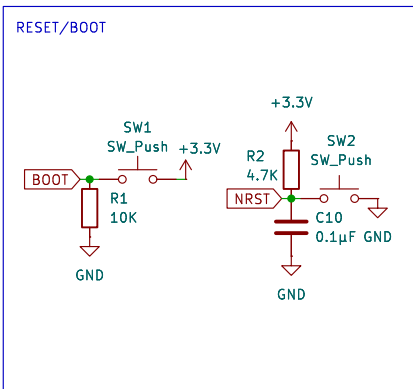 RESET/BOOT
SW1
SW_Push
+3.3V
BOOT
R1
10K
GND
+3.3V
R2
4.7K
SW2
SW_Push
NRST
C10
0.1µF
GND
GND